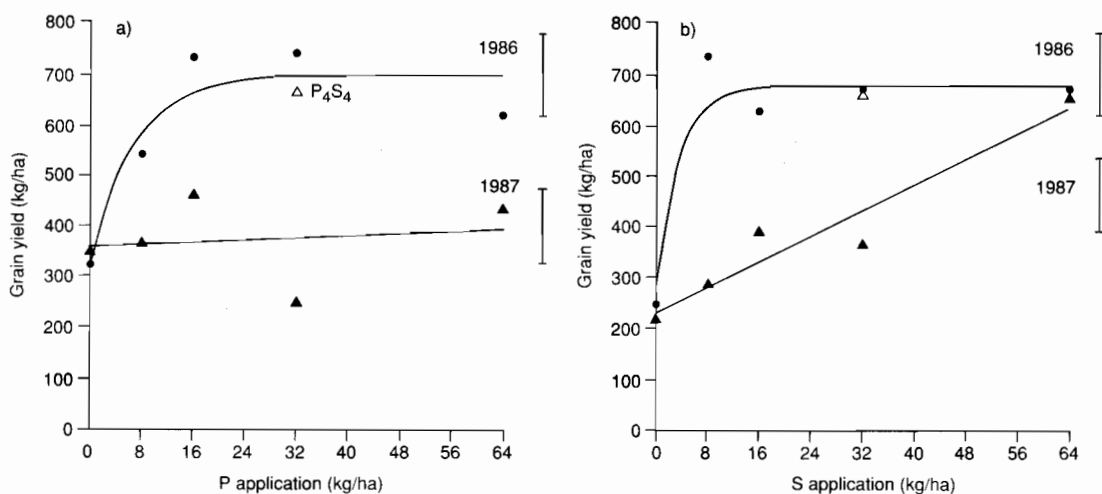 a)
Grain yield (kg/ha)
800
700
600
500
400
300
200
100
0
1986
△ P₄S₄
1987
0 8 16 24 32 40 48 56 64
P application (kg/ha)
b)
Grain yield (kg/ha)
800
700
600
500
400
300
200
100
0
1986
1987
0 8 16 24 32 40 48 56 64
S application (kg/ha)